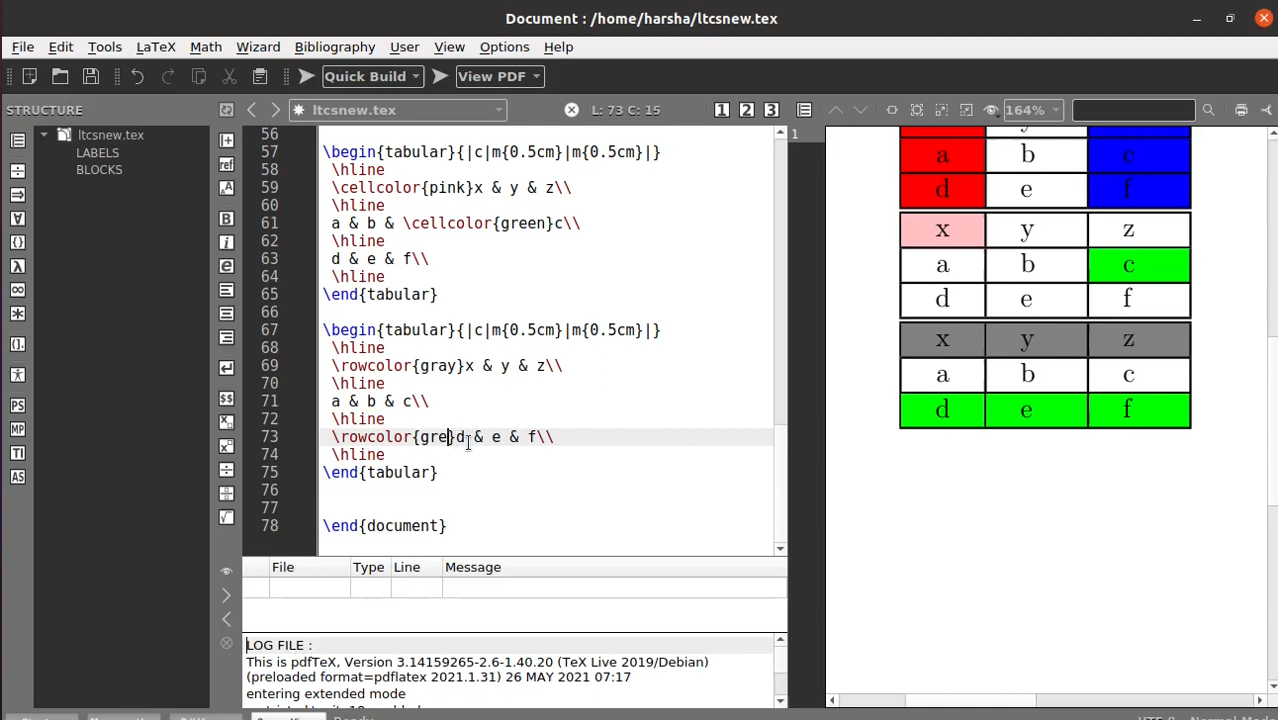 Document : /home/harsha/ltcsnew.tex
File Edit Tools LaTeX Math Wizard Bibliography User View Options Help
Quick Build View PDF
STRUCTURE ltcsnew.tex L: 73 C: 15 1 2 3 164%
ltcsnew.tex
LABELS
BLOCKS
56
57 \begin{tabular}{|c|m{0.5cm}|m{0.5cm}|}
58 \hline
59 \cellcolor{pink}x & y & z\\
60 \hline
61 a & b & \cellcolor{green}c\\
62 \hline
63 d & e & f\\
64 \hline
65 \end{tabular}
66
67 \begin{tabular}{|c|m{0.5cm}|m{0.5cm}|}
68 \hline
69 \rowcolor{gray}x & y & z\\
70 \hline
71 a & b & c\\
72 \hline
73 \rowcolor{gre}d & e & f\\
74 \hline
75 \end{tabular}
76
77
78 \end{document}
1
a b c
d e f
x y z
a b c
d e f
x y z
a b c
d e f
File Type Line Message
LOG FILE :
This is pdfTeX, Version 3.14159265-2.6-1.40.20 (TeX Live 2019/Debian)
(preloaded format=pdflatex 2021.1.31) 26 MAY 2021 07:17
entering extended mode